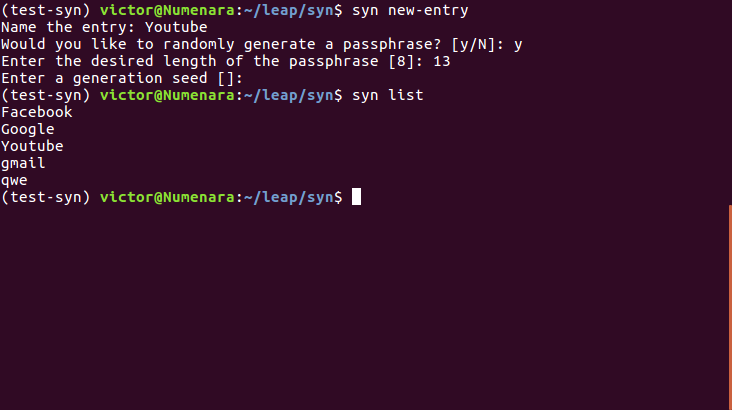 (test-syn) victor@Numenara:~/leap/syn$ syn new-entry
Name the entry: Youtube
Would you like to randomly generate a passphrase? [y/N]: y
Enter the desired length of the passphrase [8]: 13
Enter a generation seed []:
(test-syn) victor@Numenara:~/leap/syn$ syn list
Facebook
Google
Youtube
gmail
qwe
(test-syn) victor@Numenara:~/leap/syn$